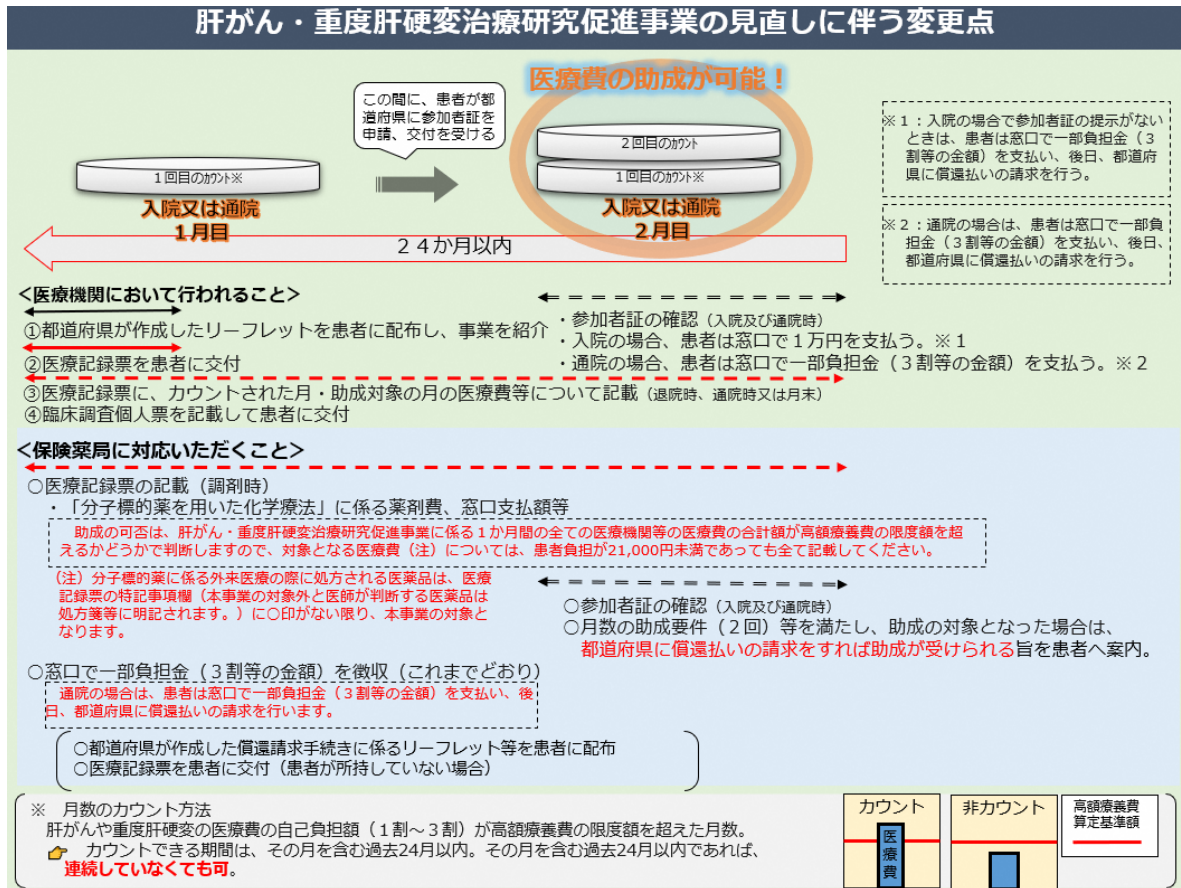 肝がん・重度肝硬変治療研究促進事業の見直しに伴う変更点
医療費の助成が可能！
この間に、患者が都
道府県に参加者証を
申請、交付を受ける
1回目のｶｳﾝﾄ※
入院又は通院
１月目
2回目のｶｳﾝﾄ
1回目のｶｳﾝﾄ※
入院又は通院
２月目
２４か月以内
※１：入院の場合で参加者証の提示がない
ときは、患者は窓口で一部負担金（３
割等の金額）を支払い、後日、都道府
県に償還払いの請求を行う。
※２：通院の場合は、患者は窓口で一部負
担金（３割等の金額）を支払い、後日、
都道府県に償還払いの請求を行う。
＜医療機関において行われること＞
①都道府県が作成したリーフレットを患者に配布し、事業を紹介
②医療記録票を患者に交付
・参加者証の確認（入院及び通院時）
・入院の場合、患者は窓口で１万円を支払う。※１
・通院の場合、患者は窓口で一部負担金（３割等の金額）を支払う。※２
③医療記録票に、カウントされた月・助成対象の月の医療費等について記載（退院時、通院時又は月末）
④臨床調査個人票を記載して患者に交付
＜保険薬局に対応いただくこと＞
○医療記録票の記載（調剤時）
・「分子標的薬を用いた化学療法」に係る薬剤費、窓口支払額等
助成の可否は、肝がん・重度肝硬変治療研究促進事業に係る１か月間の全ての医療機関等の医療費の合計額が高額療養費の限度額を超
えるかどうかで判断しますので、対象となる医療費（注）については、患者負担が21,000円未満であっても全て記載してください。
（注）分子標的薬に係る外来医療の際に処方される医薬品は、医療
記録票の特記事項欄（本事業の対象外と医師が判断する医薬品は
処方箋等に明記されます。）に○印がない限り、本事業の対象と
なります。
○参加者証の確認（入院及び通院時）
○月数の助成要件（２回）等を満たし、助成の対象となった場合は、
都道府県に償還払いの請求をすれば助成が受けられる旨を患者へ案内。
○窓口で一部負担金（３割等の金額）を徴収（これまでどおり）
通院の場合は、患者は窓口で一部負担金（３割等の金額）を支払い、後
日、都道府県に償還払いの請求を行います。
○都道府県が作成した償還請求手続きに係るリーフレット等を患者に配布
○医療記録票を患者に交付（患者が所持していない場合）
※　月数のカウント方法
肝がんや重度肝硬変の医療費の自己負担額（１割～３割）が高額療養費の限度額を超えた月数。
👉 カウントできる期間は、その月を含む過去24月以内。その月を含む過去24月以内であれば、
連続していなくても可。
カウント
医療費
非カウント
高額療養費
算定基準額